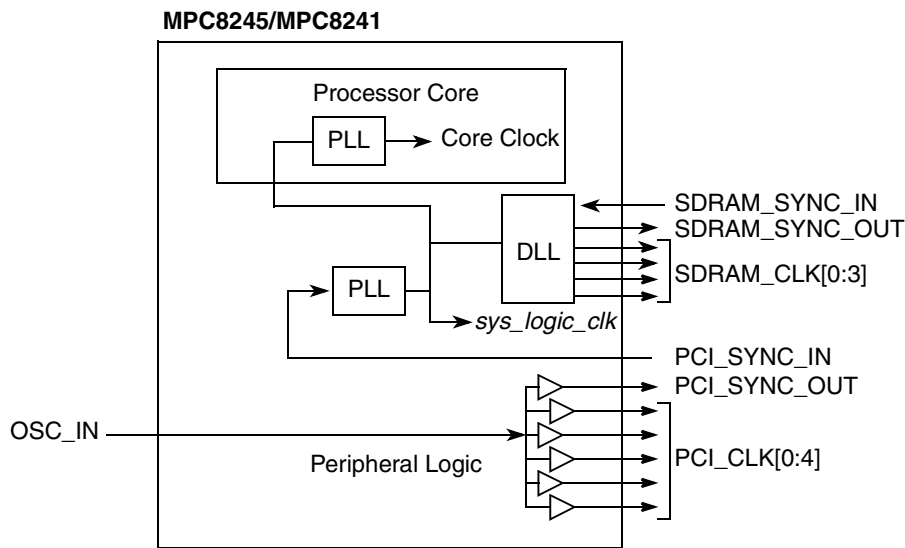 MPC8245/MPC8241
Processor Core
PLL
Core Clock
SDRAM_SYNC_IN
SDRAM_SYNC_OUT
DLL
SDRAM_CLK[0:3]
PLL
sys_logic_clk
PCI_SYNC_IN
PCI_SYNC_OUT
OSC_IN
Peripheral Logic
PCI_CLK[0:4]